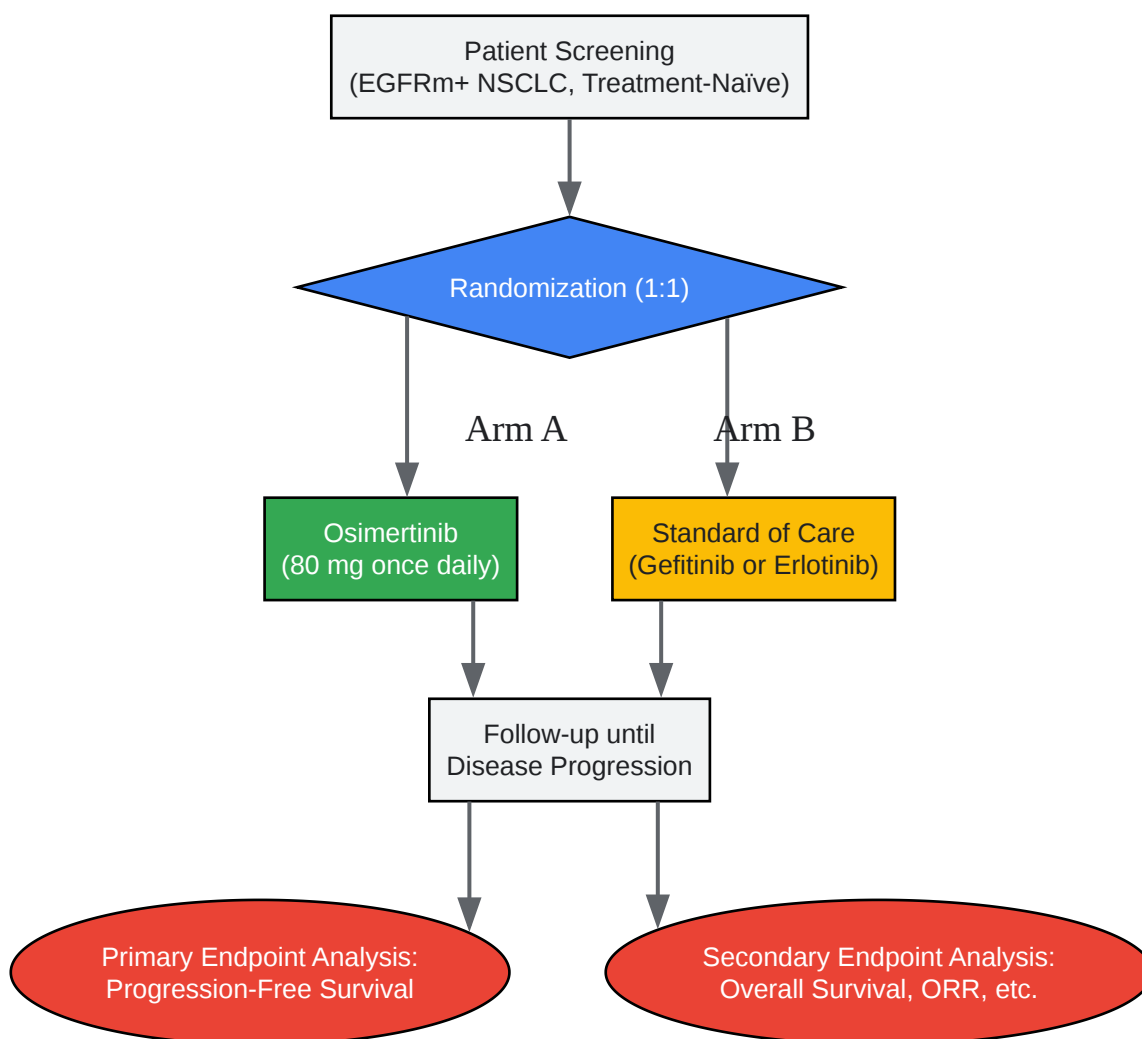 Patient Screening
(EGFRm+ NSCLC, Treatment-Naïve)
Randomization (1:1)
Arm A
Arm B
Osimertinib
(80 mg once daily)
Standard of Care
(Gefitinib or Erlotinib)
Follow-up until
Disease Progression
Primary Endpoint Analysis:
Progression-Free Survival
Secondary Endpoint Analysis:
Overall Survival, ORR, etc.